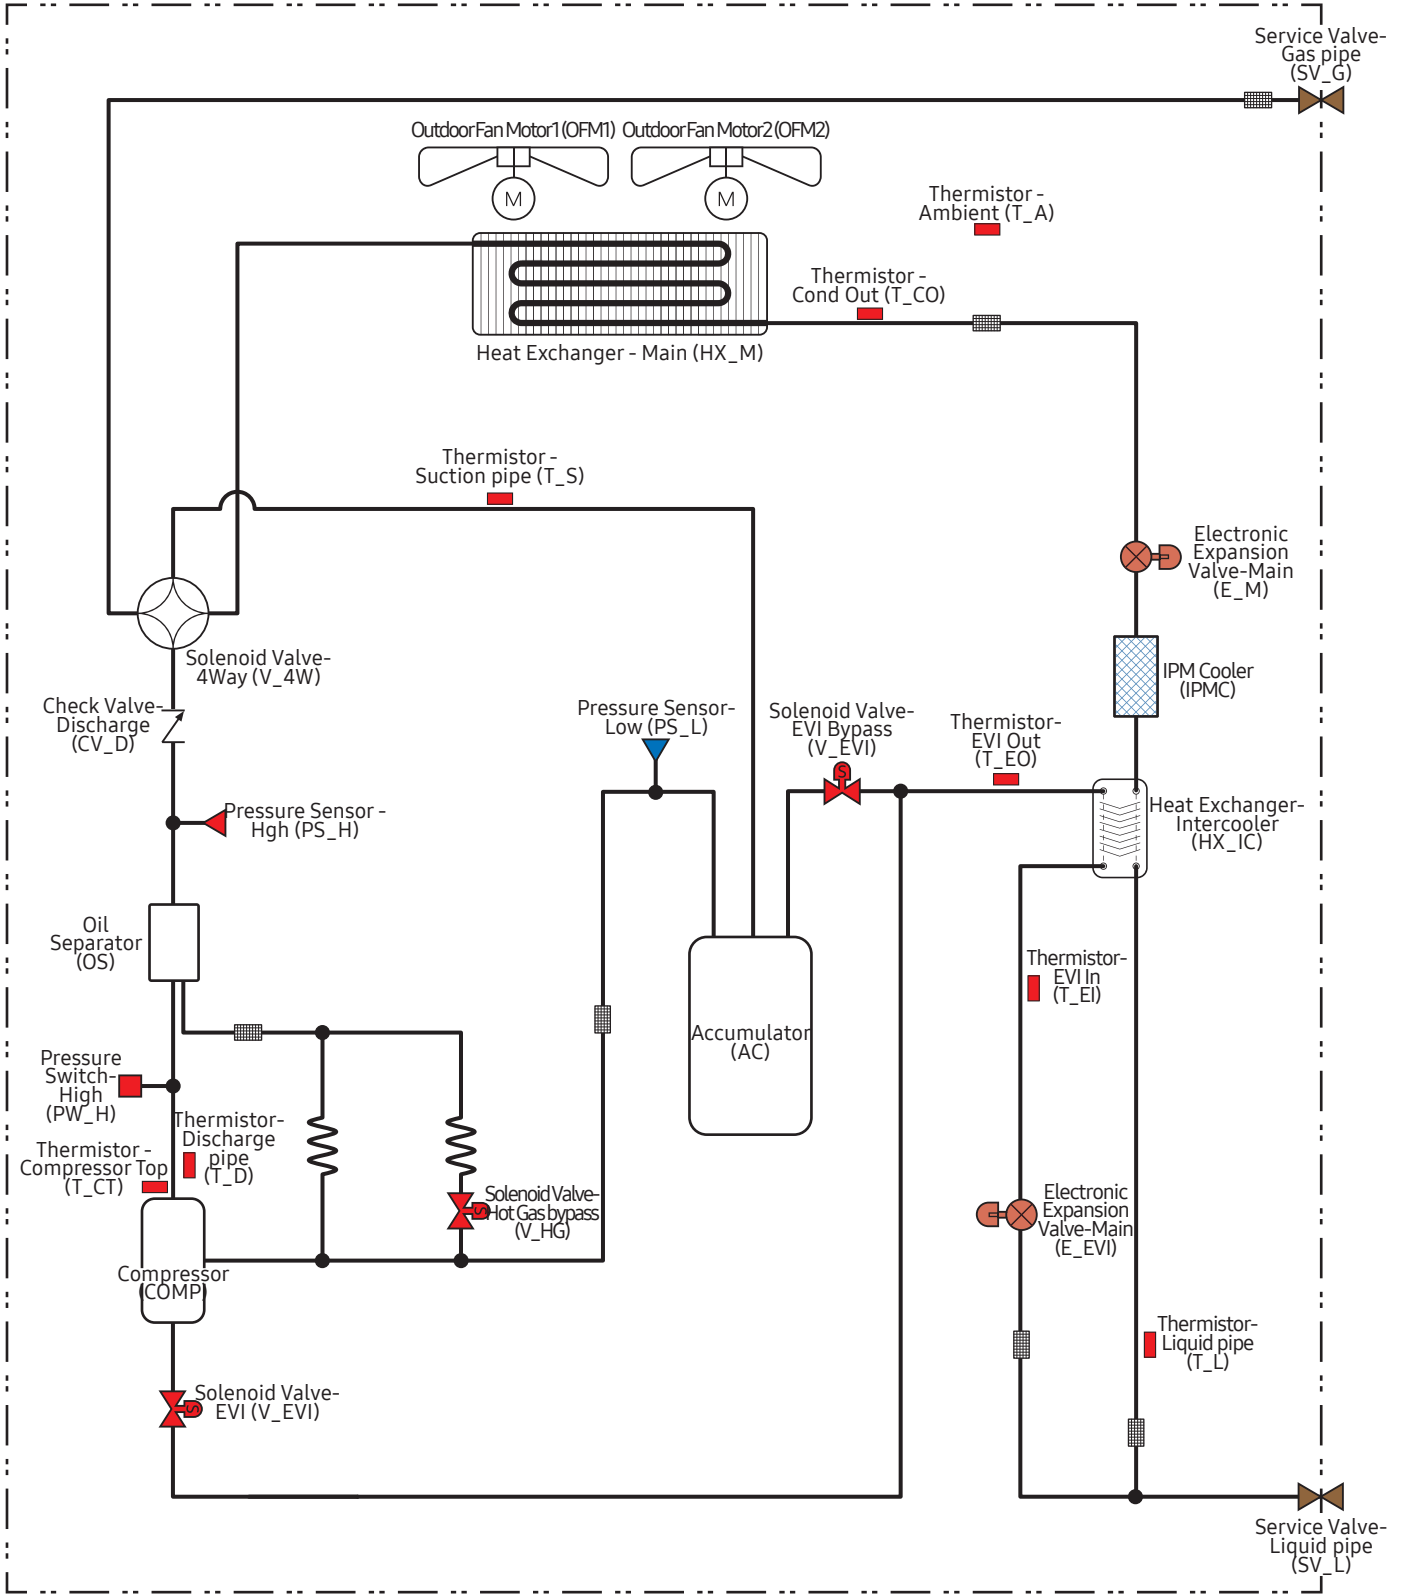 Service Valve-
Gas pipe
(SV_G)
OutdoorFan Motor1(OFM1)
OutdoorFan Motor2(OFM2)
M
M
Thermistor -
Ambient (T_A)
Thermistor -
Cond Out (T_CO)
Heat Exchanger - Main (HX_M)
Thermistor -
Suction pipe (T_S)
Electronic
Expansion
Valve-Main
(E_M)
Solenoid Valve-
4Way (V_4W)
IPM Cooler
(IPMC)
Check Valve-
Discharge
(CV_D)
Pressure Sensor-
Low (PS_L)
Solenoid Valve-
EVI Bypass
(V_EVI)
S
Thermistor-
EVI Out
(T_EO)
Pressure Sensor -
Hgh (PS_H)
Heat Exchanger-
Intercooler
(HX_IC)
Oil
Separator
(OS)
Thermistor-
EVI In
(T_EI)
Accumulator
(AC)
Pressure
Switch-
High
(PW_H)
Thermistor-
Discharge
pipe
(T_D)
Thermistor -
Compressor Top
(T_CT)
Solenoid Valve-
Hot Gas bypass
(V_HG)
S
Electronic
Expansion
Valve-Main
(E_EVI)
Compressor
(COMP)
Thermistor-
Liquid pipe
(T_L)
Solenoid Valve-
EVI (V_EVI)
S
Service Valve-
Liquid pipe
(SV_L)